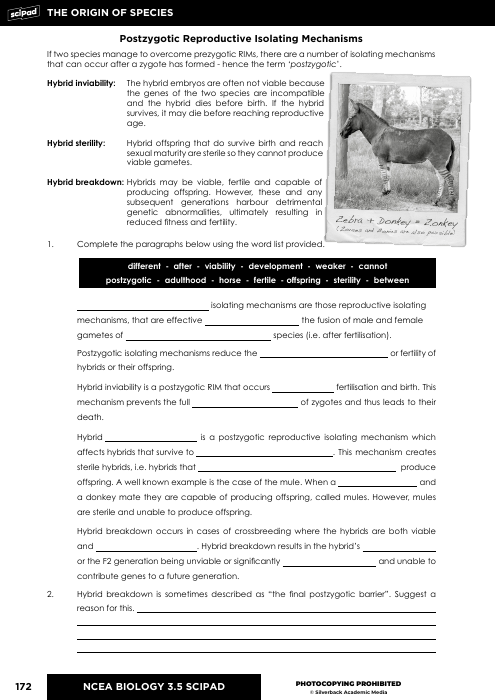 scipad THE ORIGIN OF SPECIES
Postzygotic Reproductive Isolating Mechanisms
If two species manage to overcome prezygotic RIMs, there are a number of isolating mechanisms
that can occur after a zygote has formed - hence the term 'postzygotic'.
Hybrid inviability: The hybrid embryos are often not viable because
the genes of the two species are incompatible
and the hybrid dies before birth. If the hybrid
survives, it may die before reaching reproductive
age.
Hybrid sterility: Hybrid offspring that do survive birth and reach
sexual maturity are sterile so they cannot produce
viable gametes.
Hybrid breakdown: Hybrids may be viable, fertile and capable of
producing offspring. However, these and any
subsequent generations harbour detrimental
genetic abnormalities, ultimately resulting in
reduced fitness and fertility.
Zebra + Donkey = Zonkey
1. Complete the paragraphs below using the word list provided.
different - after - viability - development - weaker - cannot
postzygotic - adulthood - horse - fertile - offspring - sterility - between
isolating mechanisms are those reproductive isolating
mechanisms, that are effective the fusion of male and female
gametes of species (i.e. after fertilisation).
Postzygotic isolating mechanisms reduce the or fertility of
hybrids or their offspring.
Hybrid inviability is a postzygotic RIM that occurs fertilisation and birth. This
mechanism prevents the full of zygotes and thus leads to their
death.
Hybrid is a postzygotic reproductive isolating mechanism which
affects hybrids that survive to . This mechanism creates
sterile hybrids, i.e. hybrids that produce
offspring. A well known example is the case of the mule. When a and
a donkey mate they are capable of producing offspring, called mules. However, mules
are sterile and unable to produce offspring.
Hybrid breakdown occurs in cases of crossbreeding where the hybrids are both viable
and . Hybrid breakdown results in the hybrid's
or the F2 generation being unviable or significantly and unable to
contribute genes to a future generation.
2. Hybrid breakdown is sometimes described as "the final postzygotic barrier". Suggest a
reason for this.
172 NCEA BIOLOGY 3.5 SCIPAD PHOTOCOPYING PROHIBITED
© Silverback Academic Media